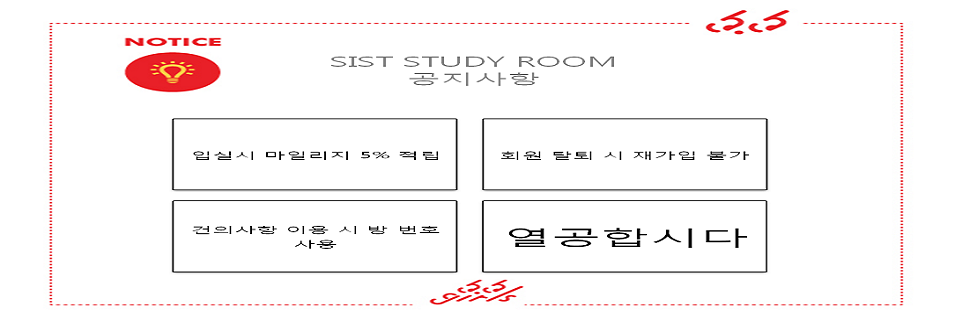 NOTICE
SIST STUDY ROOM
공지사항
입실시 마일리지 5% 적립
회원 탈퇴 시 재가입 불가
건의사항 이용 시 방 번호
사용
열공합시다